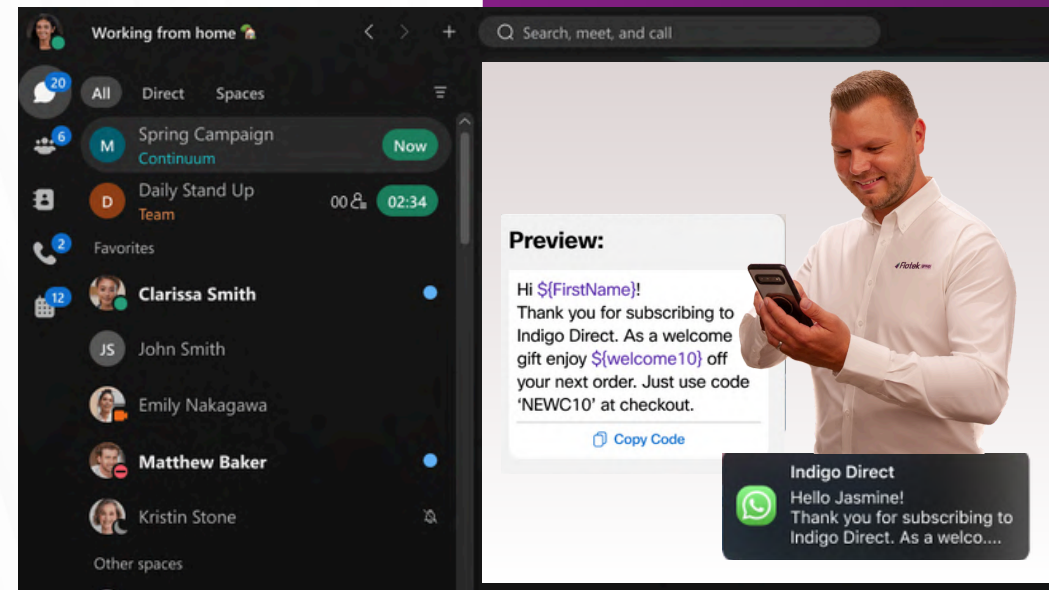 Working from home
Search, meet, and call
20
All Direct Spaces
6
M
Spring Campaign
Continuum
Now
D
Daily Stand Up
Team
00
02:34
2
Favorites
12
Clarissa Smith
JS
John Smith
Emily Nakagawa
Matthew Baker
Kristin Stone
Other spaces
Preview:
Hi ${FirstName}!
Thank you for subscribing to
Indigo Direct. As a welcome
gift enjoy ${welcome10} off
your next order. Just use code
‘NEWC10’ at checkout.
Copy Code
Flotek
Indigo Direct
Hello Jasmine!
Thank you for subscribing to
Indigo Direct. As a welco....